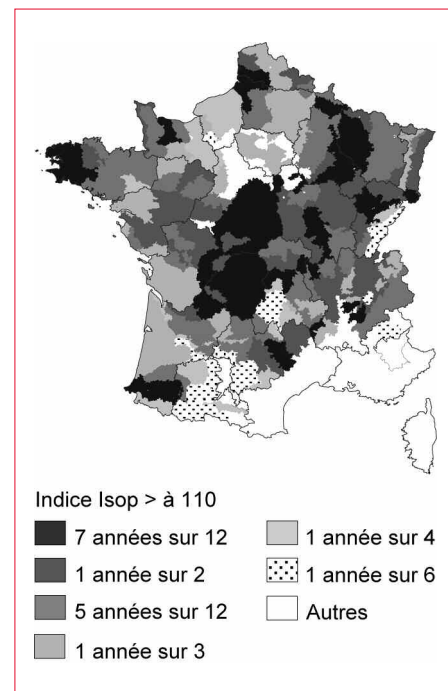 Indice Isop > à 110
7 années sur 12
1 année sur 2
5 années sur 12
1 année sur 3
1 année sur 4
1 année sur 6
Autres